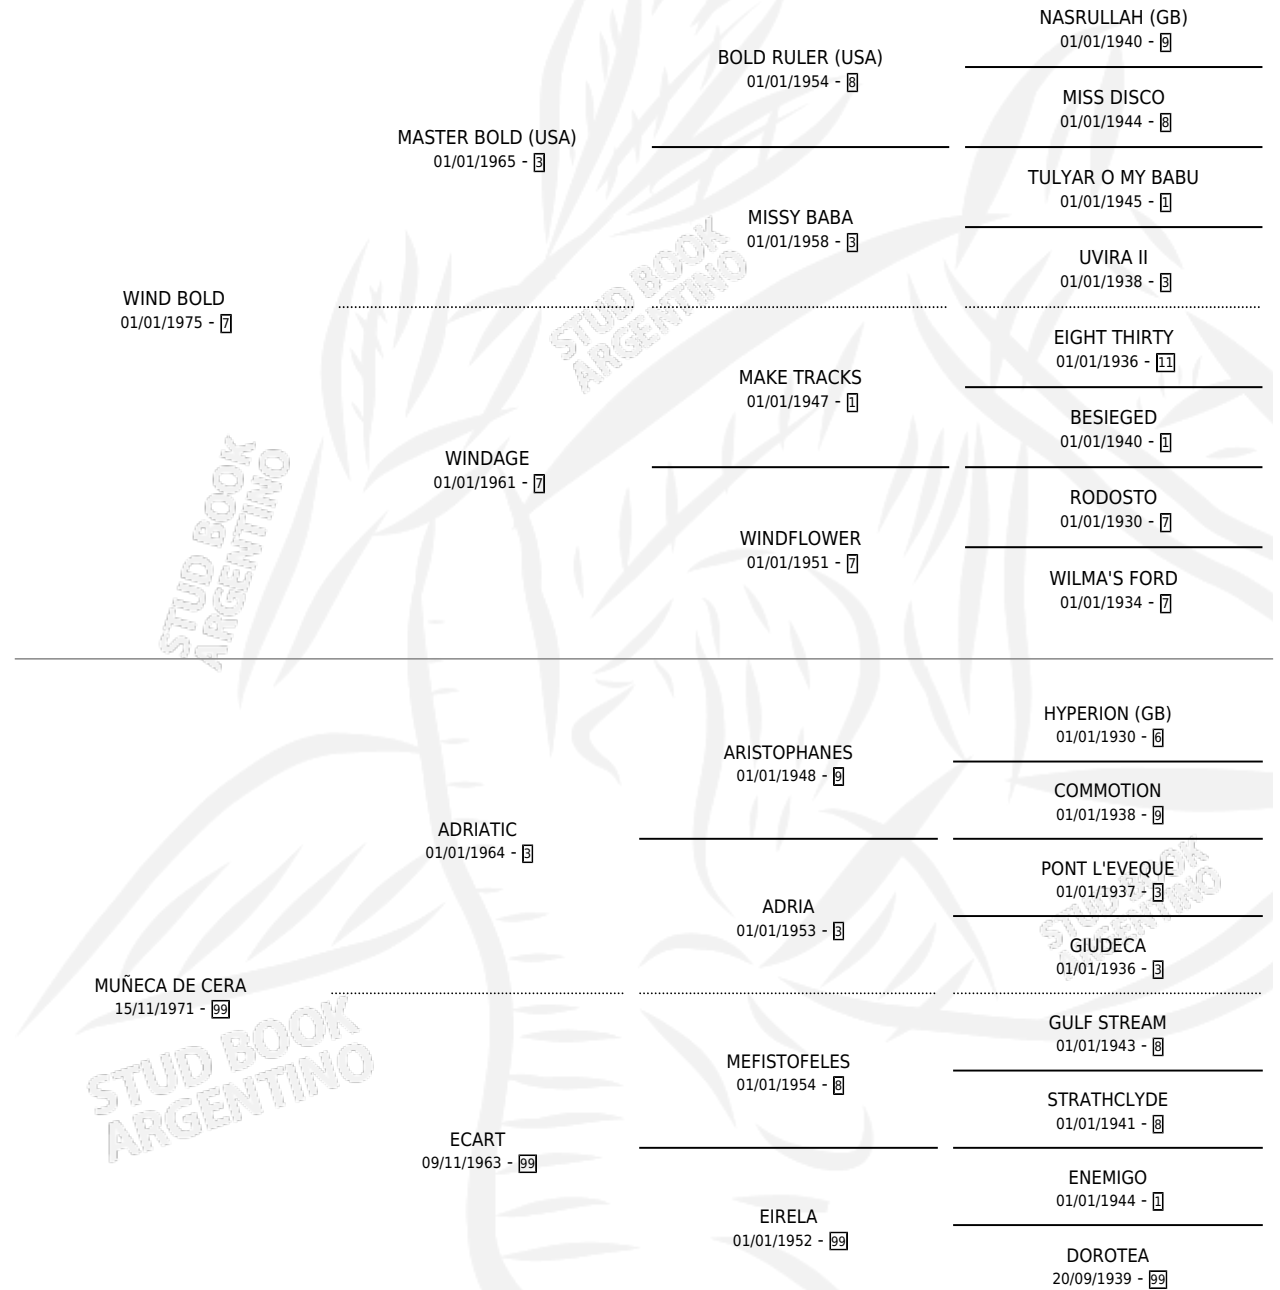 NASRULLAH (GB)
01/01/1940 - 9
BOLD RULER (USA)
01/01/1954 - 8
MISS DISCO
01/01/1944 - 8
MASTER BOLD (USA)
01/01/1965 - 3
TULYAR O MY BABU
01/01/1945 - 1
MISSY BABA
01/01/1958 - 3
UVIRA II
01/01/1938 - 3
WIND BOLD
01/01/1975 - 7
EIGHT THIRTY
01/01/1936 - 11
MAKE TRACKS
01/01/1947 - 1
BESIEGED
01/01/1940 - 1
WINDAGE
01/01/1961 - 7
RODOSTO
01/01/1930 - 7
WINDFLOWER
01/01/1951 - 7
WILMA'S FORD
01/01/1934 - 7
HYPERION (GB)
01/01/1930 - 6
ARISTOPHANES
01/01/1948 - 9
COMMOTION
01/01/1938 - 9
ADRIATIC
01/01/1964 - 3
PONT L'EVEQUE
01/01/1937 - 3
ADRIA
01/01/1953 - 3
GIUDECA
01/01/1936 - 3
MUÑECA DE CERA
15/11/1971 - 99
GULF STREAM
01/01/1943 - 8
MEFISTOFELES
01/01/1954 - 8
STRATHCLYDE
01/01/1941 - 8
ECART
09/11/1963 - 99
ENEMIGO
01/01/1944 - 1
EIRELA
01/01/1952 - 99
DOROTEA
20/09/1939 - 99
STUD BOOK
ARGENTINO
STUD BOOK
ARGENTINO
STUD BOOK
ARGENTINO
STUD BOOK
ARGENTINO